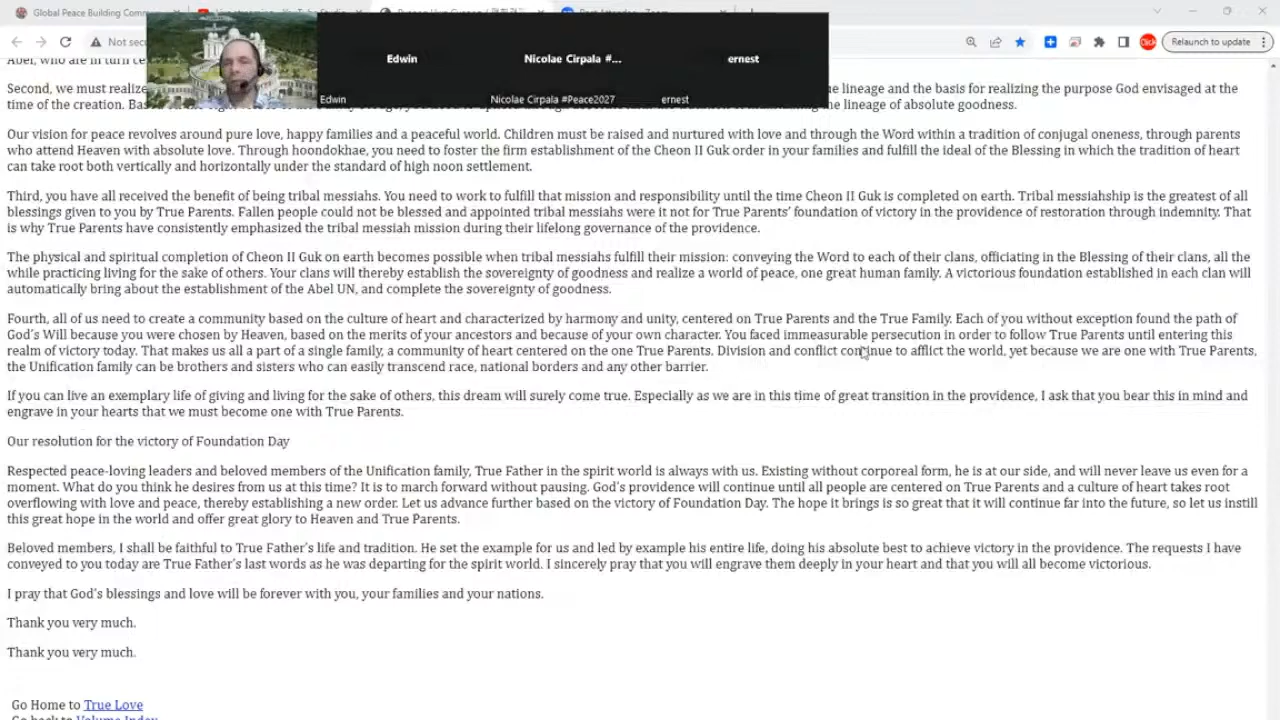 Global Peace Building Comm
Not sec
Relaunch to update
Click
Edwin
Nicolae Cirpala #...
ernest
Edwin
Nicolae Cirpala #Peace2027
ernest
Abel, who are in turn ce
Second, we must realize
ue lineage and the basis for realizing the purpose God envisaged at the
time of the creation. Bas
he lineage of absolute goodness.
Our vision for peace revolves around pure love, happy families and a peaceful world. Children must be raised and nurtured with love and through the Word within a tradition of conjugal oneness, through parents
who attend Heaven with absolute love. Through hoondokhae, you need to foster the firm establishment of the Cheon II Guk order in your families and fulfill the ideal of the Blessing in which the tradition of heart
can take root both vertically and horizontally under the standard of high noon settlement.
Third, you have all received the benefit of being tribal messiahs. You need to work to fulfill that mission and responsibility until the time Cheon II Guk is completed on earth. Tribal messiahship is the greatest of all
blessings given to you by True Parents. Fallen people could not be blessed and appointed tribal messiahs were it not for True Parents' foundation of victory in the providence of restoration through indemnity. That
is why True Parents have consistently emphasized the tribal messiah mission during their lifelong governance of the providence.
The physical and spiritual completion of Cheon II Guk on earth becomes possible when tribal messiahs fulfill their mission: conveying the Word to each of their clans, officiating in the Blessing of their clans, all the
while practicing living for the sake of others. Your clans will thereby establish the sovereignty of goodness and realize a world of peace, one great human family. A victorious foundation established in each clan will
automatically bring about the establishment of the Abel UN, and complete the sovereignty of goodness.
Fourth, all of us need to create a community based on the culture of heart and characterized by harmony and unity, centered on True Parents and the True Family. Each of you without exception found the path of
God's Will because you were chosen by Heaven, based on the merits of your ancestors and because of your own character. You faced immeasurable persecution in order to follow True Parents until entering this
realm of victory today. That makes us all a part of a single family, a community of heart centered on the one True Parents. Division and conflict continue to afflict the world, yet because we are one with True Parents,
the Unification family can be brothers and sisters who can easily transcend race, national borders and any other barrier.
If you can live an exemplary life of giving and living for the sake of others, this dream will surely come true. Especially as we are in this time of great transition in the providence, I ask that you bear this in mind and
engrave in your hearts that we must become one with True Parents.
Our resolution for the victory of Foundation Day
Respected peace-loving leaders and beloved members of the Unification family, True Father in the spirit world is always with us. Existing without corporeal form, he is at our side, and will never leave us even for a
moment. What do you think he desires from us at this time? It is to march forward without pausing. God's providence will continue until all people are centered on True Parents and a culture of heart takes root
overflowing with love and peace, thereby establishing a new order. Let us advance further based on the victory of Foundation Day. The hope it brings is so great that it will continue far into the future, so let us instill
this great hope in the world and offer great glory to Heaven and True Parents.
Beloved members, I shall be faithful to True Father's life and tradition. He set the example for us and led by example his entire life, doing his absolute best to achieve victory in the providence. The requests I have
conveyed to you today are True Father's last words as he was departing for the spirit world. I sincerely pray that you will engrave them deeply in your heart and that you will all become victorious.
I pray that God's blessings and love will be forever with you, your families and your nations.
Thank you very much.
Thank you very much.
Go Home to True Love
Go back to Volume Index